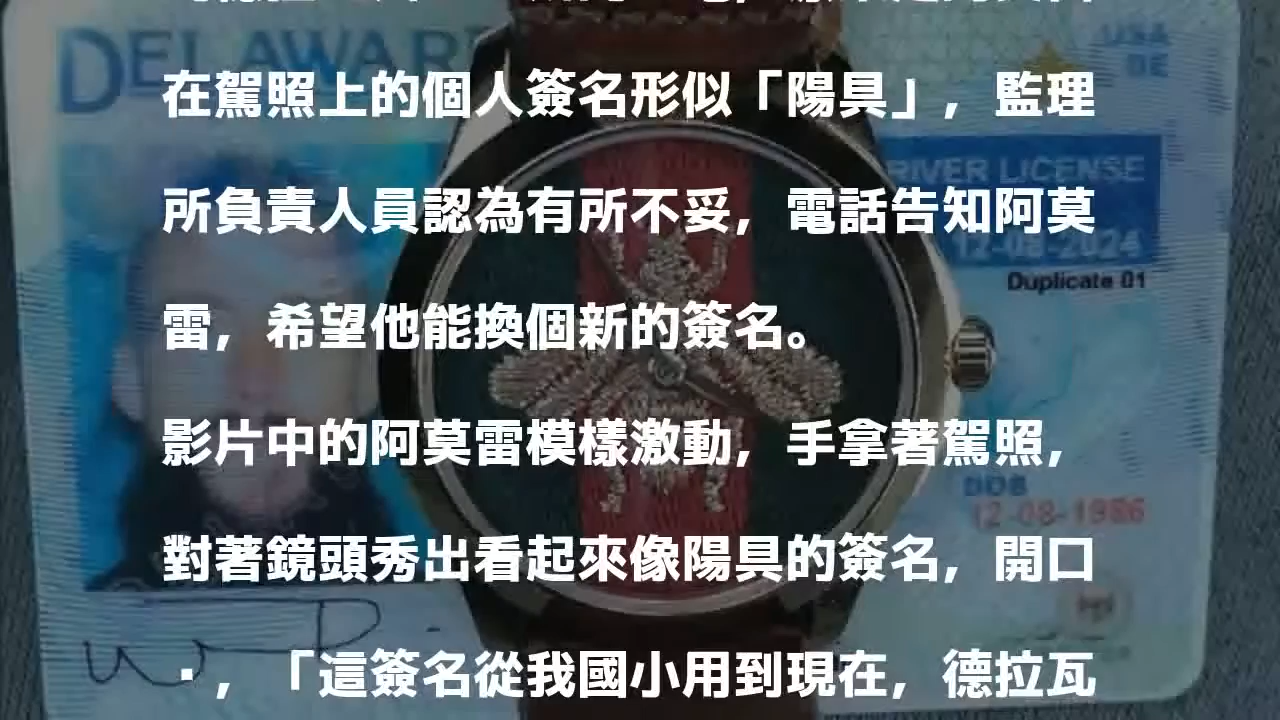 DELAWAR
USA
DE
在駕照上的個人簽名形似「陽具」，監理
RIVER LICENSE
所負責人員認為有所不妥，電話告知阿莫
12-08-2024
Duplicate 01
雷，希望他能換個新的簽名。
影片中的阿莫雷模樣激動，手拿著駕照，
DOB
12-08-1986
對著鏡頭秀出看起來像陽具的簽名，開口
·，「這簽名從我國小用到現在，德拉瓦